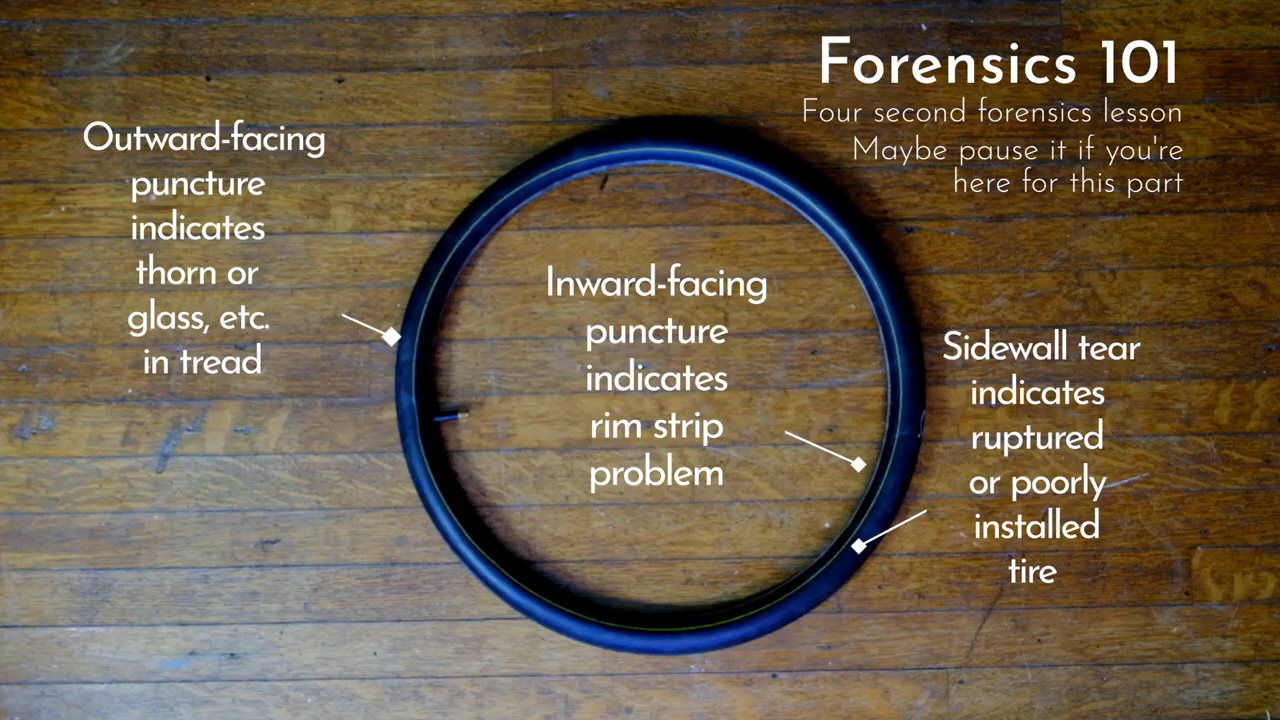 Forensics 101
Four second forensics lesson
Maybe pause it if you're
here for this part
Outward-facing
puncture
indicates
thorn or
glass, etc.
in tread
Inward-facing
puncture
indicates
rim strip
problem
Sidewall tear
indicates
ruptured
or poorly
installed
tire